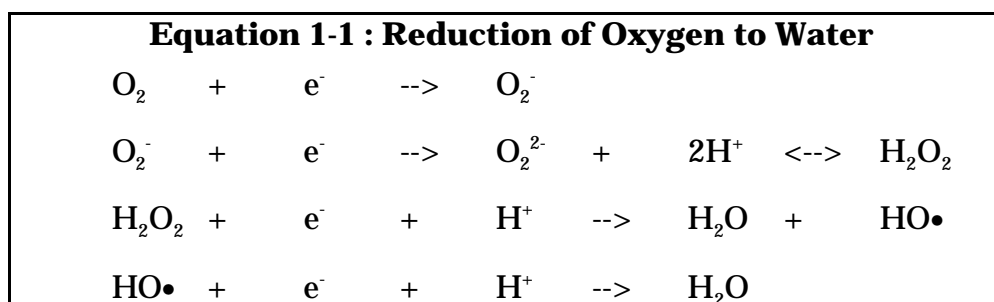 Equation 1-1 : Reduction of Oxygen to Water
O₂ + e⁻ --> O₂⁻
O₂⁻ + e⁻ --> O₂²⁻ + 2H⁺ <--> H₂O₂
H₂O₂ + e⁻ + H⁺ --> H₂O + HO•
HO• + e⁻ + H⁺ --> H₂O